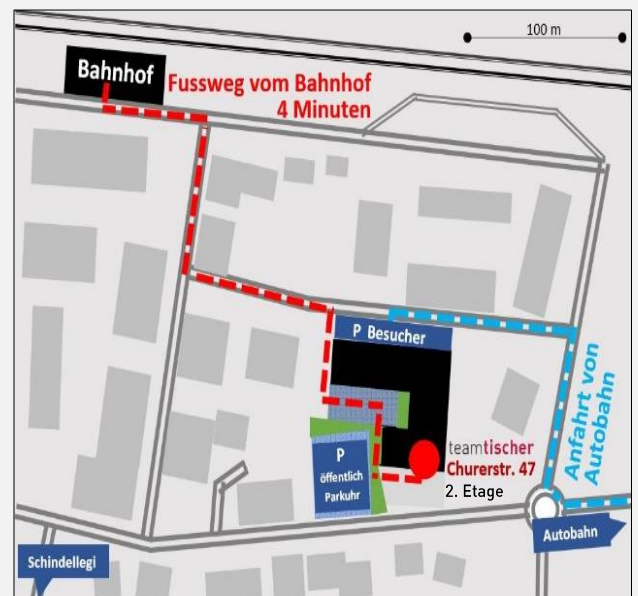 100 m
Bahnhof
Fussweg vom Bahnhof
4 Minuten
P Besucher
Anfahrt von
Autobahn
teamtischer
Churerstr. 47
2. Etage
P
öffentlich
Parkuhr
Autobahn
Schindellegi